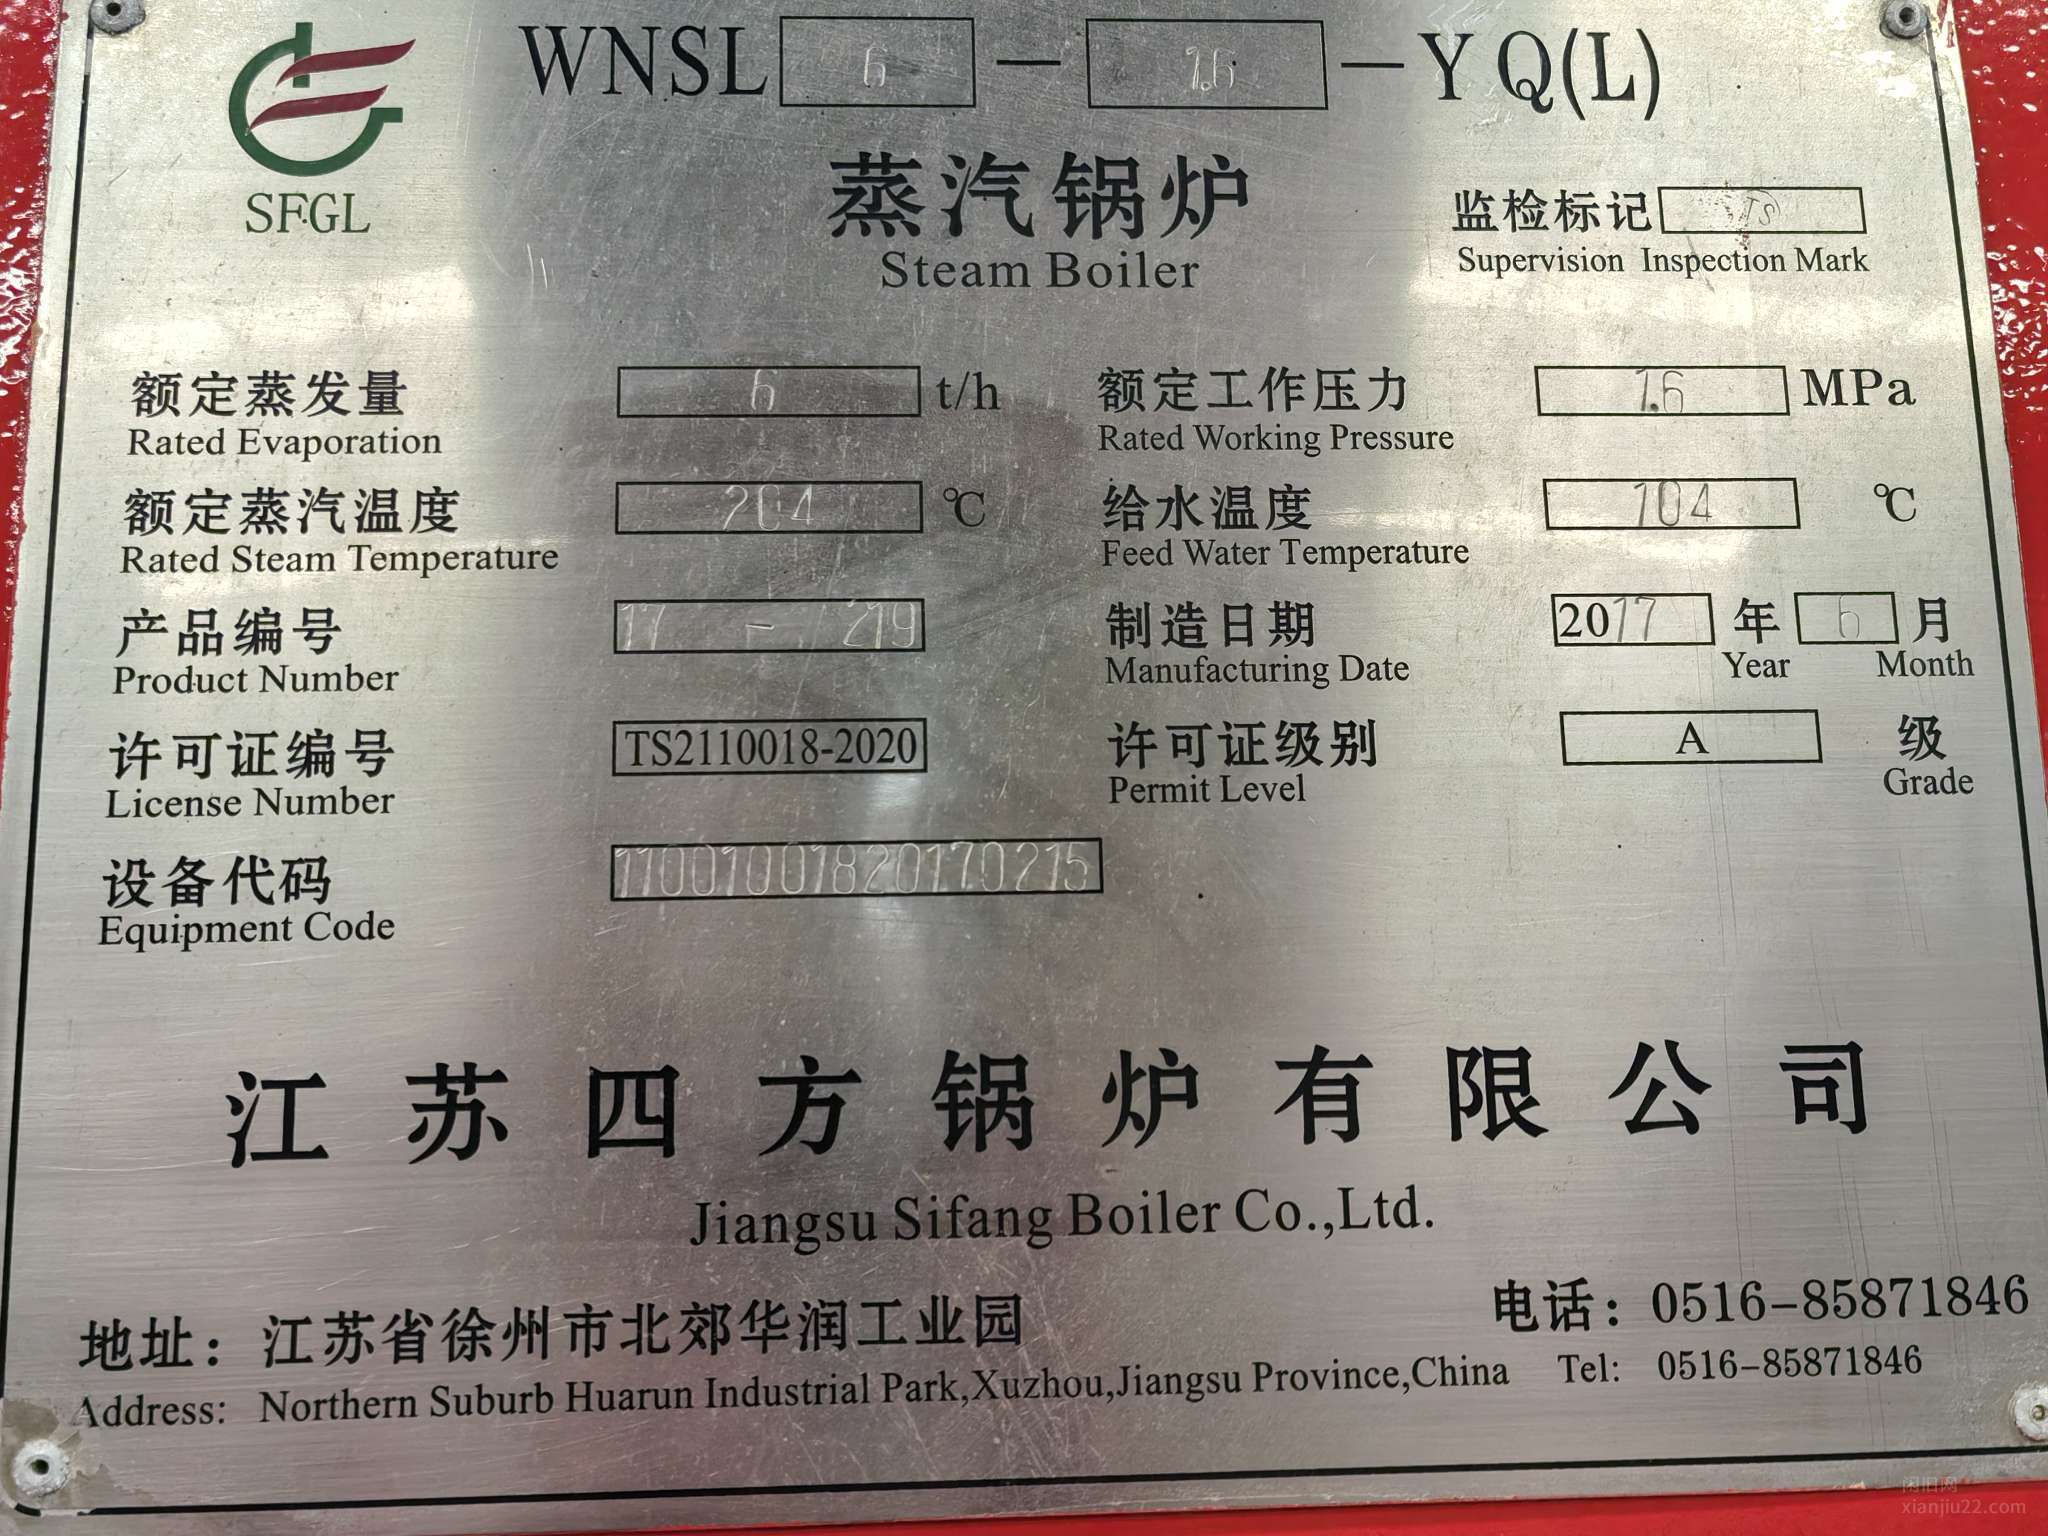 WNSL 6 — 1.6 — YQ(L)
SFGL
蒸汽锅炉
Steam Boiler
监检标记 TS
Supervision Inspection Mark
额定蒸发量 6 t/h
Rated Evaporation
额定工作压力 1.6 MPa
Rated Working Pressure
额定蒸汽温度 204 ℃
Rated Steam Temperature
给水温度 104 ℃
Feed Water Temperature
产品编号 17 - 219
Product Number
制造日期 2017 年 6 月
Manufacturing Date Year Month
许可证编号 TS2110018-2020
License Number
许可证级别 A 级
Permit Level Grade
设备代码 11001001820170215
Equipment Code
江苏四方锅炉有限公司
Jiangsu Sifang Boiler Co.,Ltd.
地址：江苏省徐州市北郊华润工业园 电话：0516-85871846
Address: Northern Suburb Huarun Industrial Park,Xuzhou,Jiangsu Province,China Tel: 0516-85871846
闲旧网
xianjiu22.com